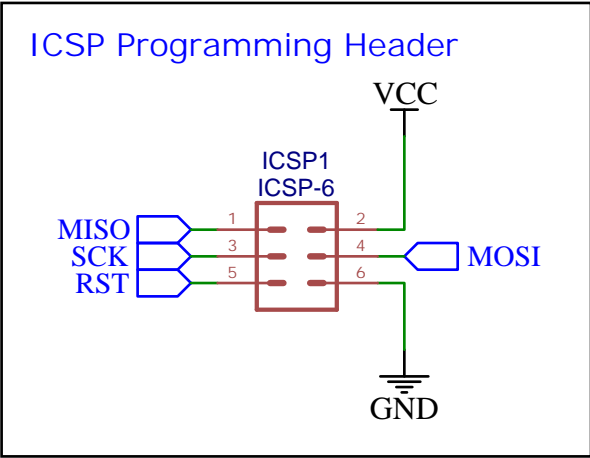 ICSP Programming Header
VCC
ICSP1
ICSP-6
MISO 1 2
SCK 3 4 MOSI
RST 5 6
GND